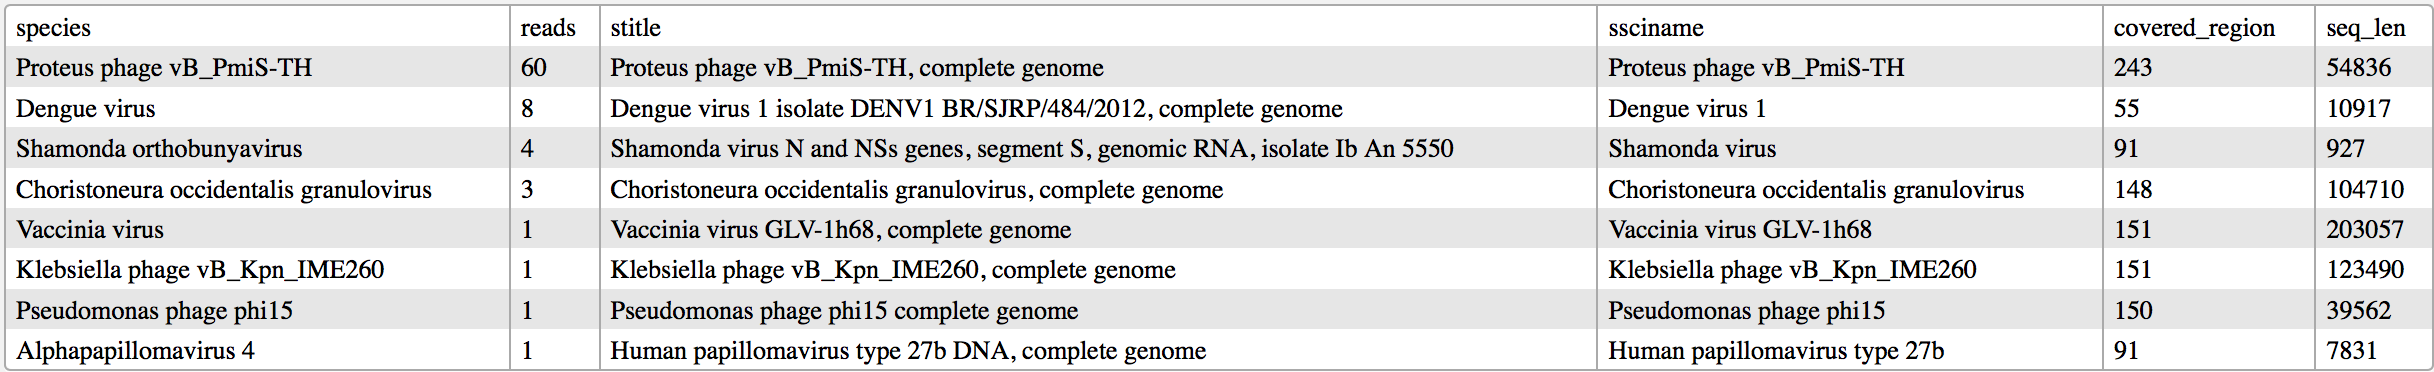 species reads stitle ssciname covered_region seq_len
Proteus phage vB_PmiS-TH 60 Proteus phage vB_PmiS-TH, complete genome Proteus phage vB_PmiS-TH 243 54836
Dengue virus 8 Dengue virus 1 isolate DENV1 BR/SJRP/484/2012, complete genome Dengue virus 1 55 10917
Shamonda orthobunyavirus 4 Shamonda virus N and NSs genes, segment S, genomic RNA, isolate Ib An 5550 Shamonda virus 91 927
Choristoneura occidentalis granulovirus 3 Choristoneura occidentalis granulovirus, complete genome Choristoneura occidentalis granulovirus 148 104710
Vaccinia virus 1 Vaccinia virus GLV-1h68, complete genome Vaccinia virus GLV-1h68 151 203057
Klebsiella phage vB_Kpn_IME260 1 Klebsiella phage vB_Kpn_IME260, complete genome Klebsiella phage vB_Kpn_IME260 151 123490
Pseudomonas phage phi15 1 Pseudomonas phage phi15 complete genome Pseudomonas phage phi15 150 39562
Alphapapillomavirus 4 1 Human papillomavirus type 27b DNA, complete genome Human papillomavirus type 27b 91 7831